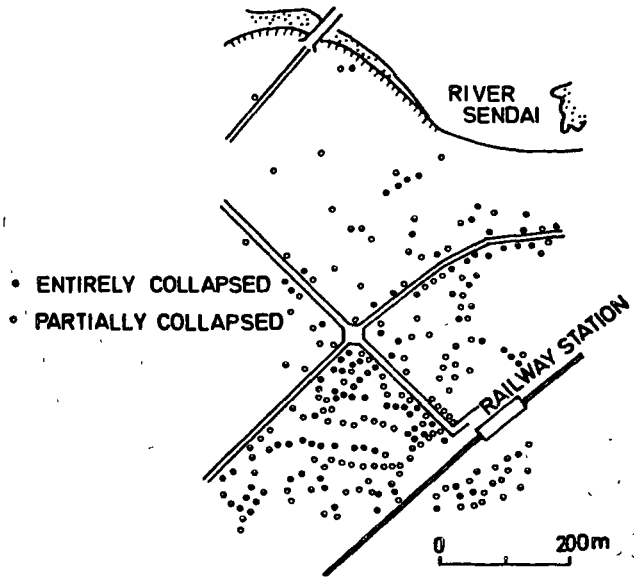 RIVER
SENDAI
ENTIRELY COLLAPSED
PARTIALLY COLLAPSED
RAILWAY STATION
0 200m